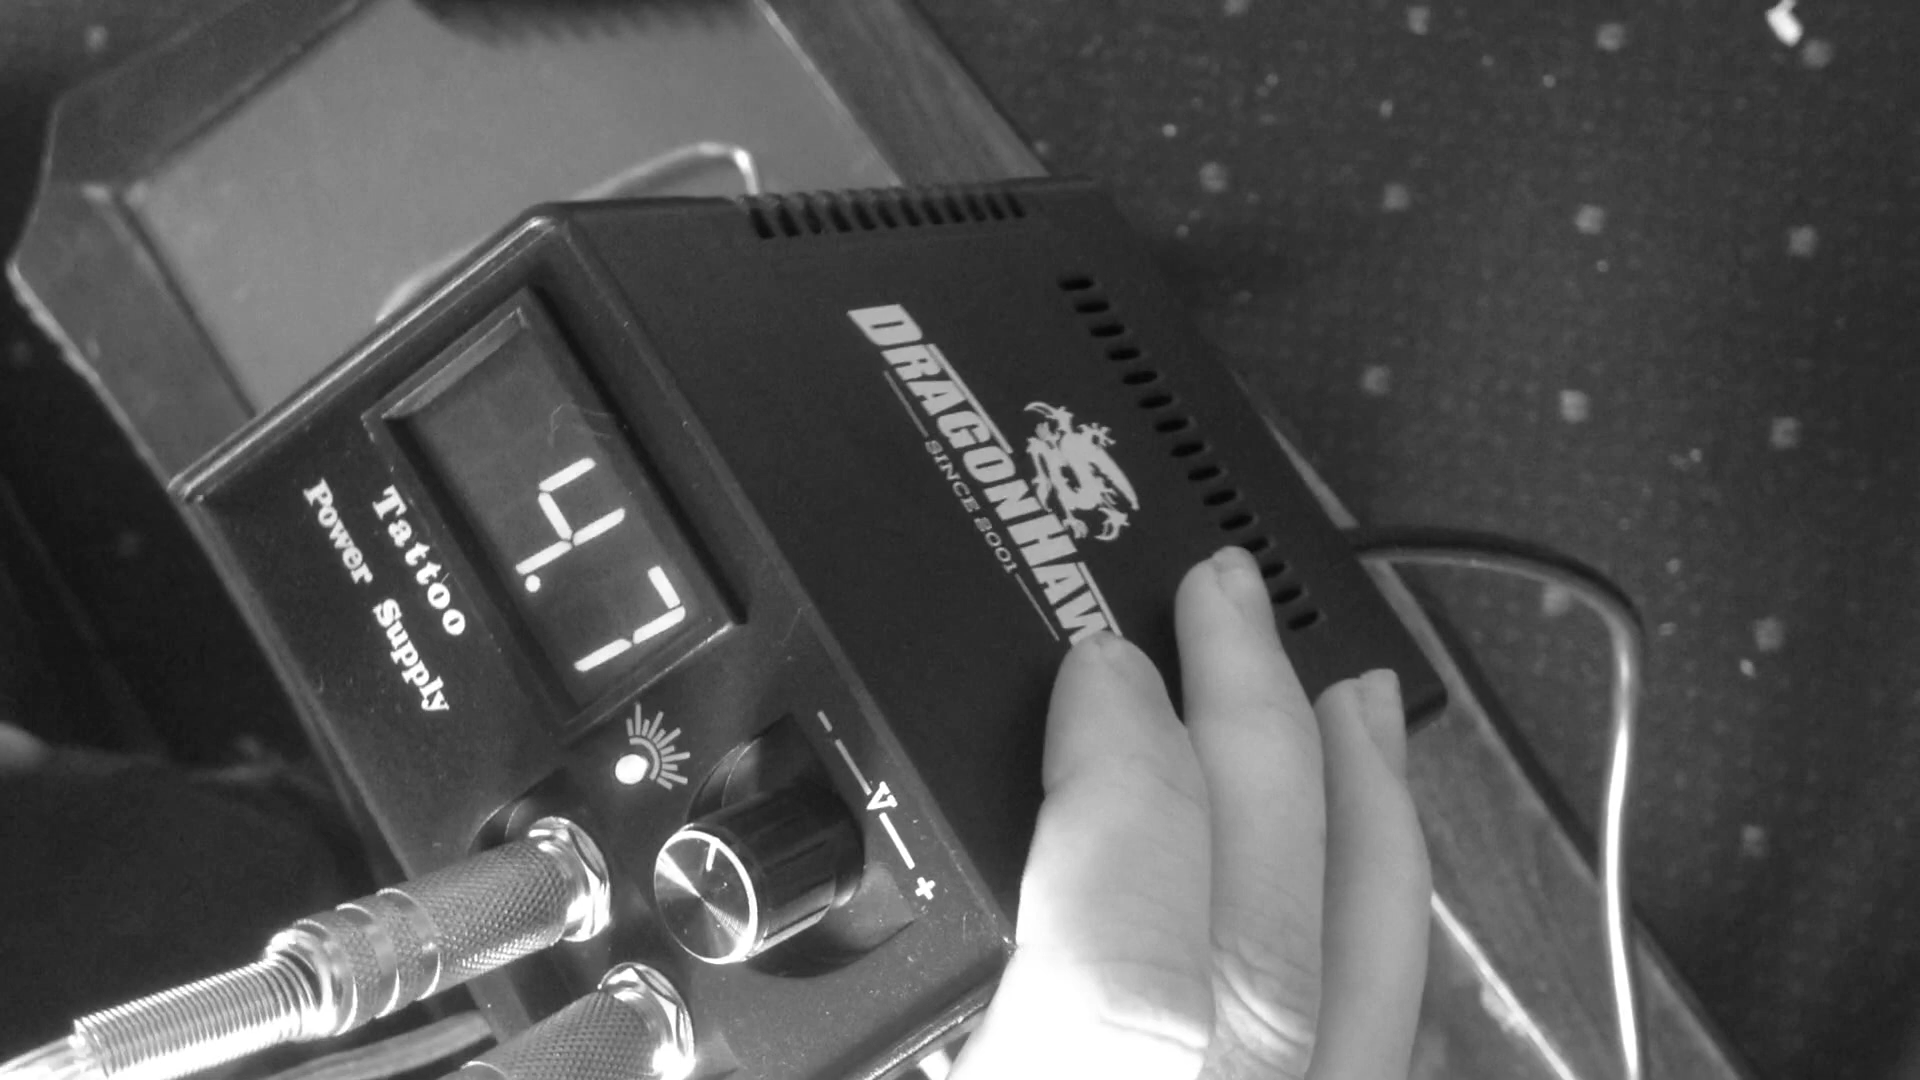 DRAGONHAW
SINCE 2001
4.7
Tattoo
Power Supply
- V +